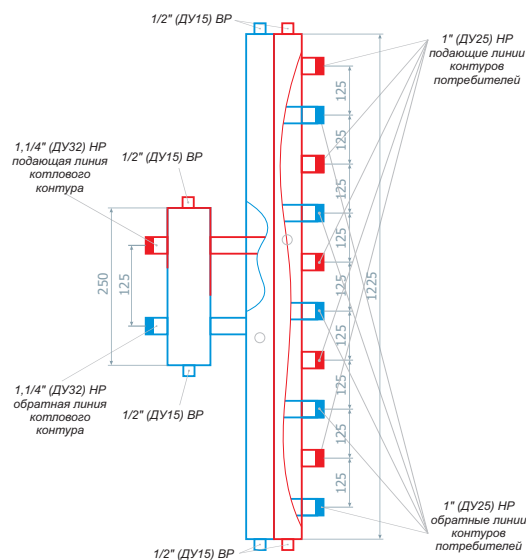 1/2" (ДУ15) ВР
1" (ДУ25) НР
подающие линии
контуров
потребителей
1,1/4" (ДУ32) НР
подающая линия
котлового
контура
1/2" (ДУ15) ВР
125
125
125
125
125
125
125
125
125
1225
250
125
1,1/4" (ДУ32) НР
обратная линия
котлового
контура
1/2" (ДУ15) ВР
1" (ДУ25) НР
обратные линии
контуров
потребителей
1/2" (ДУ15) ВР